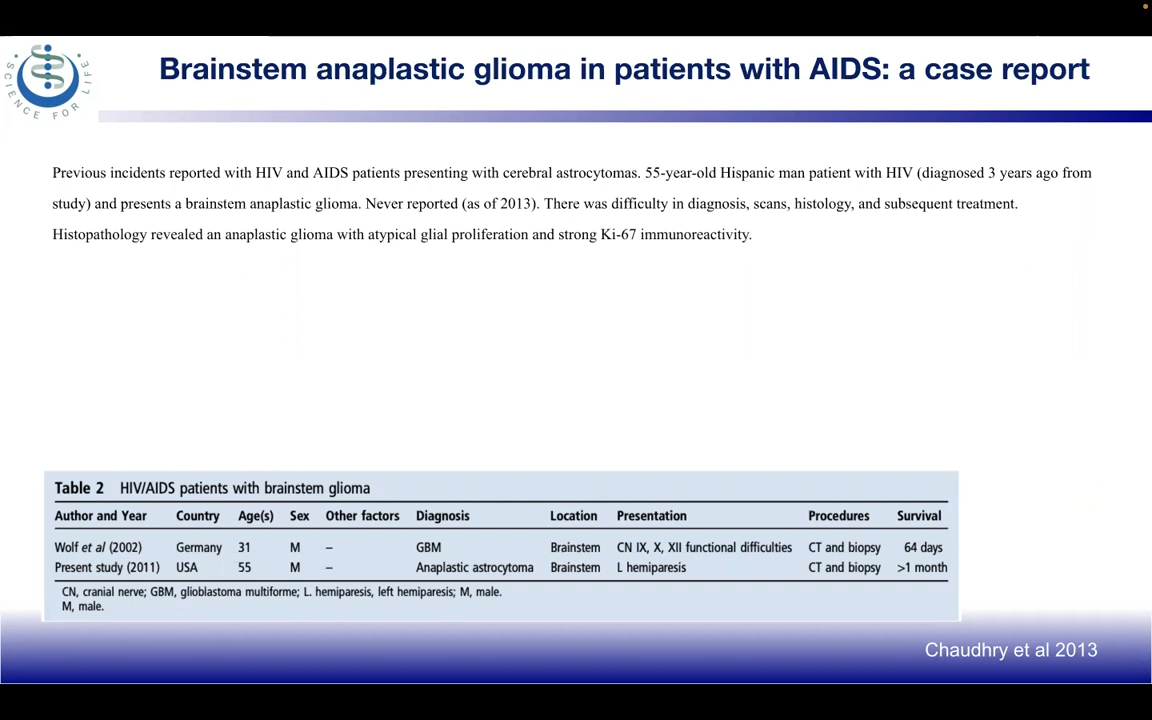 Brainstem anaplastic glioma in patients with AIDS: a case report
SCIENCE FOR LIFE
Previous incidents reported with HIV and AIDS patients presenting with cerebral astrocytomas. 55-year-old Hispanic man patient with HIV (diagnosed 3 years ago from
study) and presents a brainstem anaplastic glioma. Never reported (as of 2013). There was difficulty in diagnosis, scans, histology, and subsequent treatment.
Histopathology revealed an anaplastic glioma with atypical glial proliferation and strong Ki-67 immunoreactivity.
Table 2 HIV/AIDS patients with brainstem glioma
Author and Year Country Age(s) Sex Other factors Diagnosis Location Presentation Procedures Survival
Wolf et al (2002) Germany 31 M – GBM Brainstem CN IX, X, XII functional difficulties CT and biopsy 64 days
Present study (2011) USA 55 M – Anaplastic astrocytoma Brainstem L hemiparesis CT and biopsy >1 month
CN, cranial nerve; GBM, glioblastoma multiforme; L. hemiparesis, left hemiparesis; M, male.
M, male.
Chaudhry et al 2013